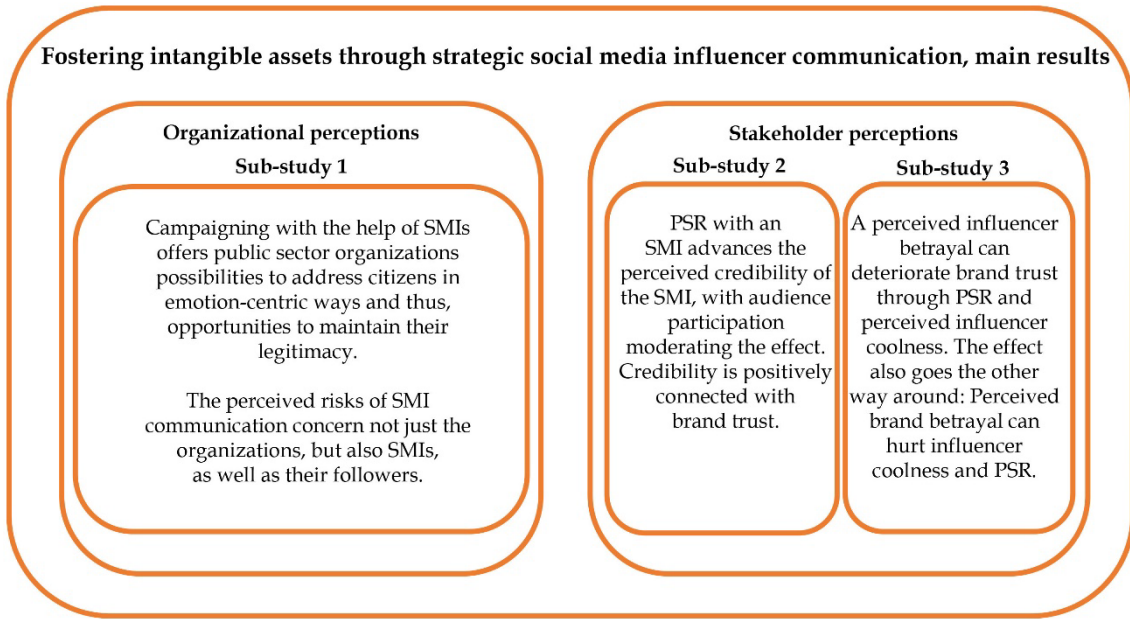 Fostering intangible assets through strategic social media influencer communication, main results
Organizational perceptions
Sub-study 1
Campaigning with the help of SMIs
offers public sector organizations
possibilities to address citizens in
emotion-centric ways and thus,
opportunities to maintain their
legitimacy.
The perceived risks of SMI
communication concern not just the
organizations, but also SMIs,
as well as their followers.
Stakeholder perceptions
Sub-study 2
PSR with an
SMI advances the
perceived credibility of
the SMI, with audience
participation
moderating the effect.
Credibility is positively
connected with
brand trust.
Sub-study 3
A perceived influencer
betrayal can
deteriorate brand trust
through PSR and
perceived influencer
coolness. The effect
also goes the other
way around: Perceived
brand betrayal can
hurt influencer
coolness and PSR.